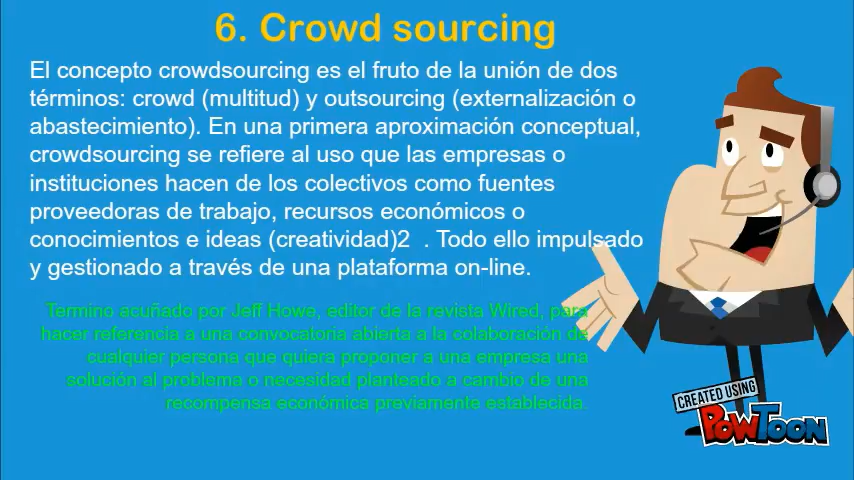 6. Crowd sourcing
El concepto crowdsourcing es el fruto de la unión de dos
términos: crowd (multitud) y outsourcing (externalización o
abastecimiento). En una primera aproximación conceptual,
crowdsourcing se refiere al uso que las empresas o
instituciones hacen de los colectivos como fuentes
proveedoras de trabajo, recursos económicos o
conocimientos e ideas (creatividad)2 . Todo ello impulsado
y gestionado a través de una plataforma on-line.
Termino acuñado por Jeff Howe, editor de la revista Wired, para
hacer referencia a una convocatoria abierta a la colaboración de
cualquier persona que quiera proponer a una empresa una
solución al problema o necesidad planteado a cambio de una
recompensa económica previamente establecida.
CREATED USING
POWTOON